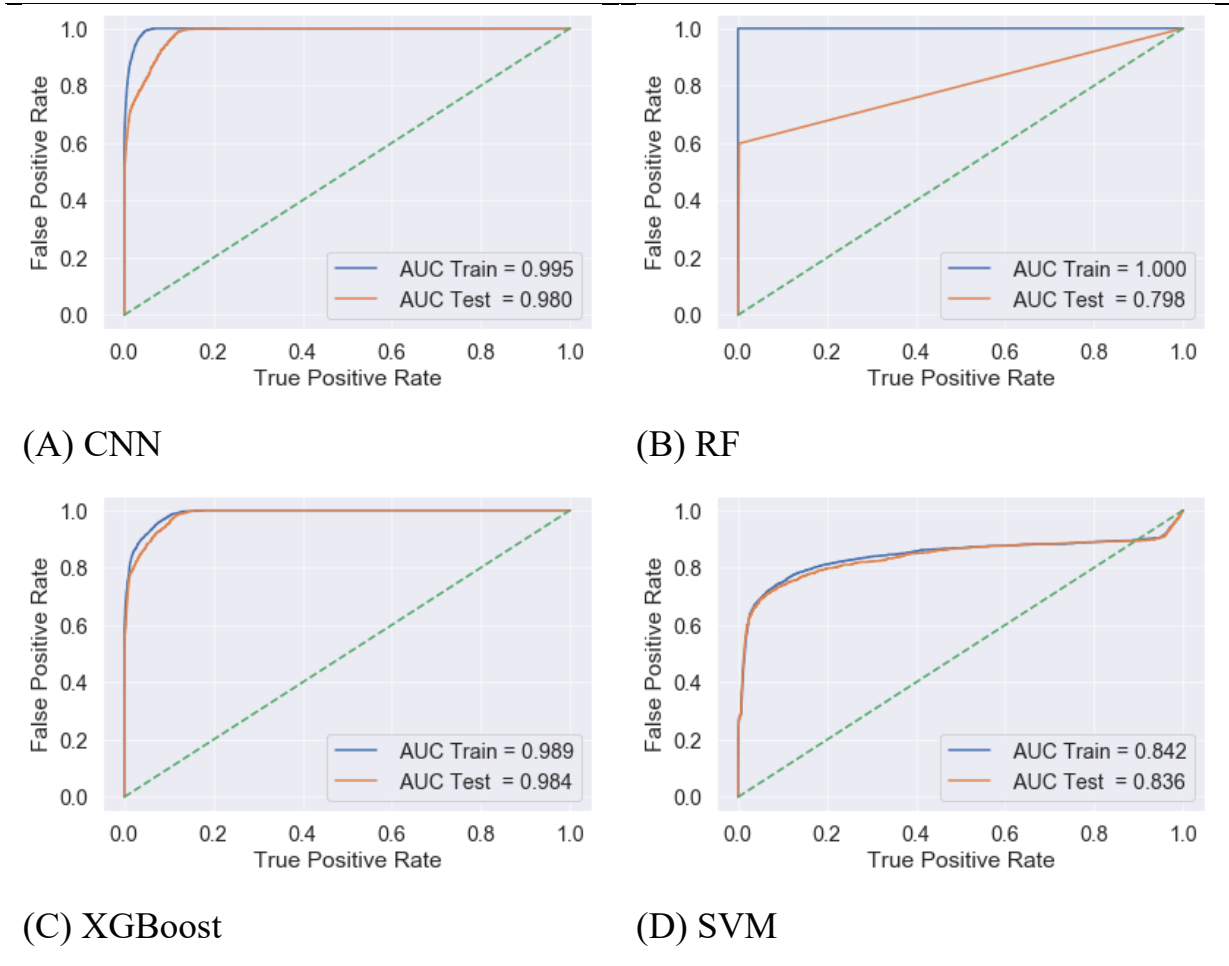 1.0
0.8
0.6
0.4
0.2
0.0
False Positive Rate
AUC Train = 0.995
AUC Test = 0.980
0.0 0.2 0.4 0.6 0.8 1.0
True Positive Rate
(A) CNN
1.0
0.8
0.6
0.4
0.2
0.0
False Positive Rate
AUC Train = 1.000
AUC Test = 0.798
0.0 0.2 0.4 0.6 0.8 1.0
True Positive Rate
(B) RF
1.0
0.8
0.6
0.4
0.2
0.0
False Positive Rate
AUC Train = 0.989
AUC Test = 0.984
0.0 0.2 0.4 0.6 0.8 1.0
True Positive Rate
(C) XGBoost
1.0
0.8
0.6
0.4
0.2
0.0
False Positive Rate
AUC Train = 0.842
AUC Test = 0.836
0.0 0.2 0.4 0.6 0.8 1.0
True Positive Rate
(D) SVM